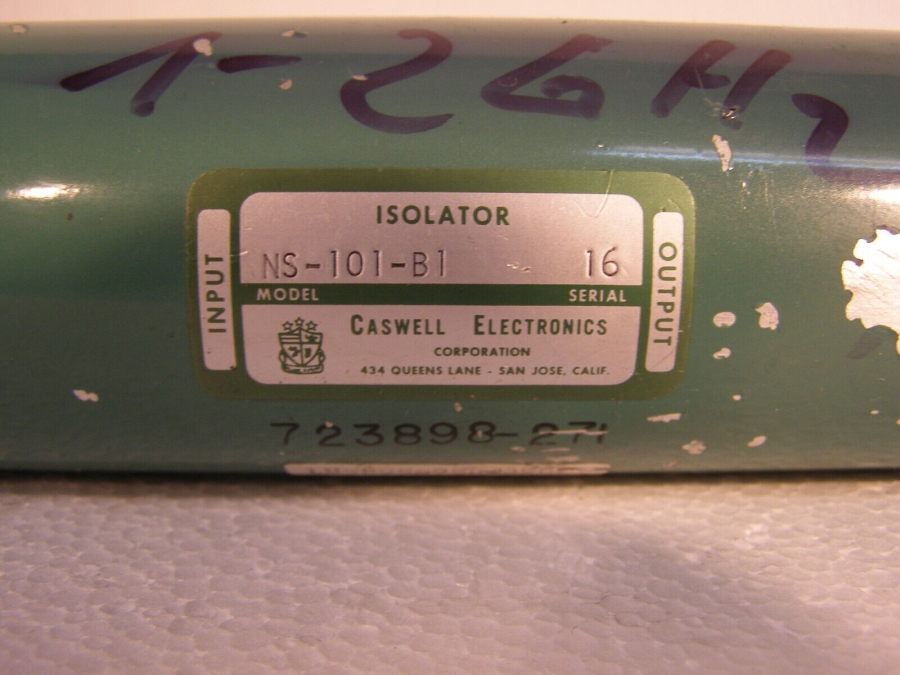 1-2GHz
ISOLATOR
INPUT
NS-101-B1 16
MODEL SERIAL
OUTPUT
CASWELL ELECTRONICS
CORPORATION
434 QUEENS LANE - SAN JOSE, CALIF.
723898-271